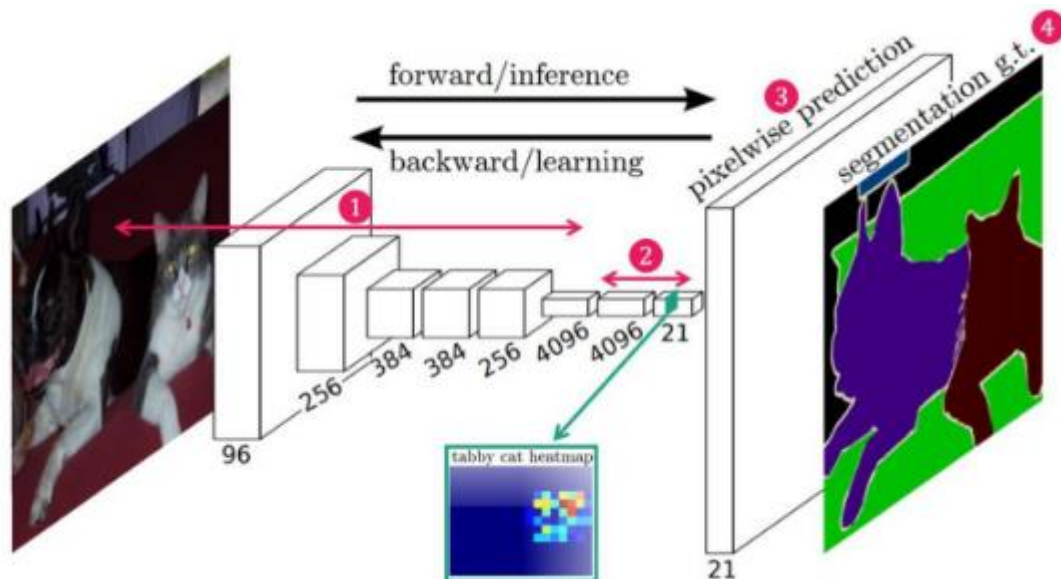 4
forward/inference
3
pixelwise prediction
segmentation g.t.
backward/learning
1
2
96
256
384
384
256
4096
4096
21
tabby cat heatmap
21